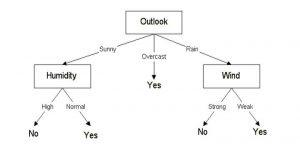 Outlook
Sunny Overcast Rain
Humidity Yes Wind
High Normal Strong Weak
No Yes No Yes